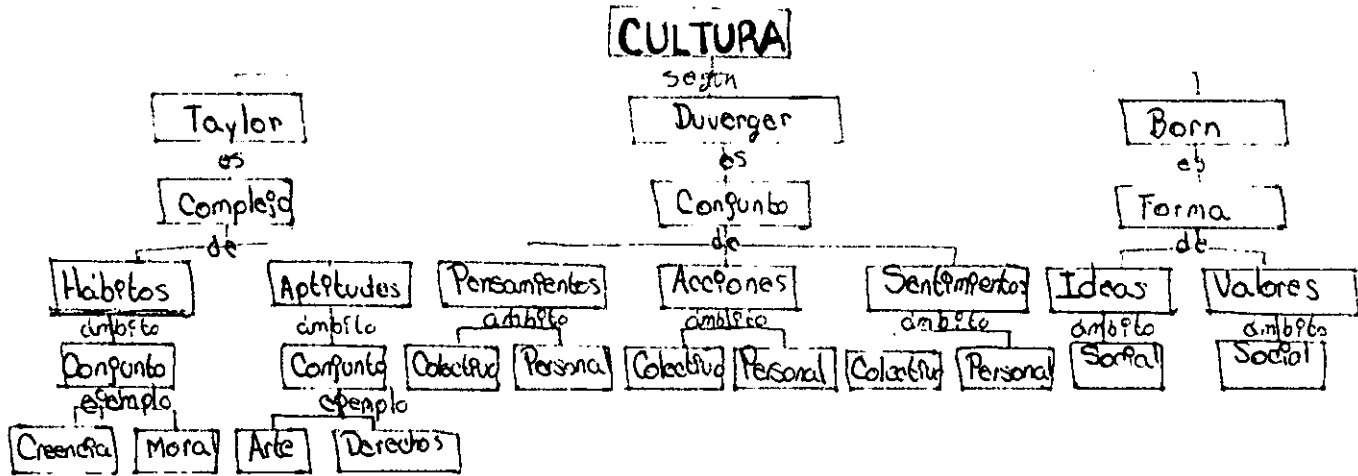 CULTURA
según
Taylor Duverger Born
es es es
Complejo Conjunto Forma
de de de
Hábitos Aptitudes Pensamientos Acciones Sentimientos Ideas Valores
ámbito ámbito ámbito ámbito ámbito ámbito ámbito
Conjunto Conjunto Colectivo Personal Colectivo Personal Colectivo Personal Social Social
ejemplo ejemplo
Creencia Moral Arte Derechos